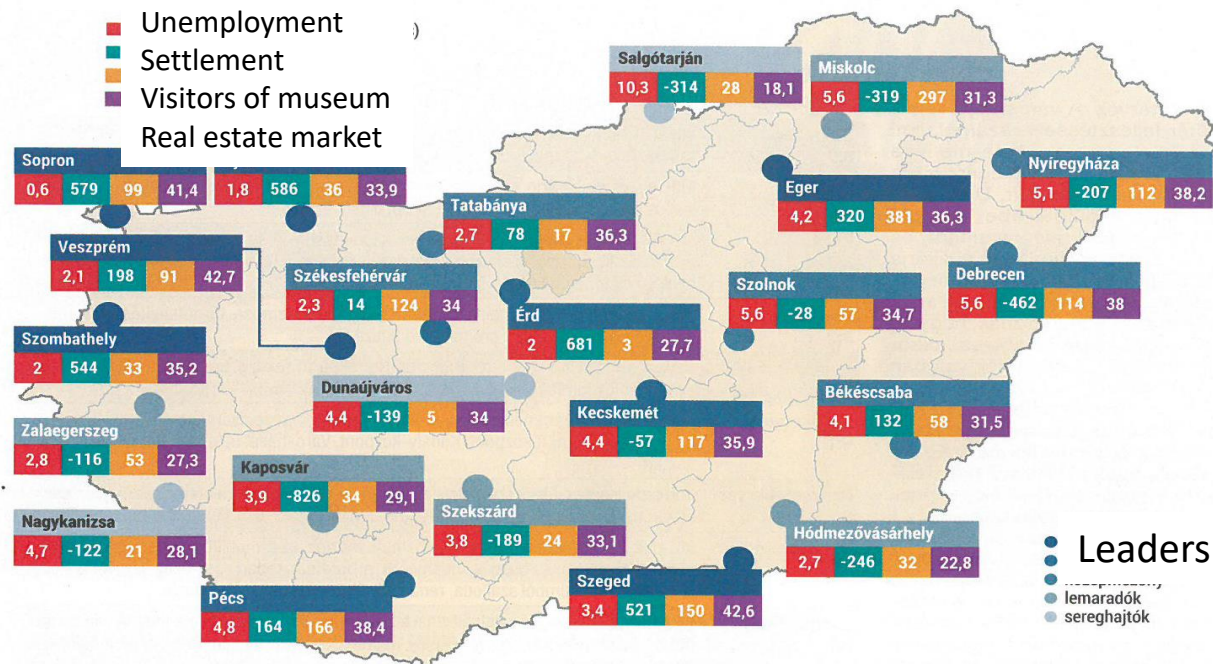 Unemployment
Settlement
Visitors of museum
Real estate market
Salgótarján
10,3 -314 28 18,1
Miskolc
5,6 -319 297 31,3
Sopron
0,6 579 99 41,4
1,8 586 36 33,9
Nyíregyháza
5,1 -207 112 38,2
Tatabánya
2,7 78 17 36,3
Eger
4,2 320 381 36,3
Veszprém
2,1 198 91 42,7
Székesfehérvár
2,3 14 124 34
Szolnok
5,6 -28 57 34,7
Debrecen
5,6 -462 114 38
Érd
2 681 3 27,7
Szombathely
2 544 33 35,2
Dunaújváros
4,4 -139 5 34
Kecskemét
4,4 -57 117 35,9
Békéscsaba
4,1 132 58 31,5
Zalaegerszeg
2,8 -116 53 27,3
Kaposvár
3,9 -826 34 29,1
Szekszárd
3,8 -189 24 33,1
Nagykanizsa
4,7 -122 21 28,1
Hódmezővásárhely
2,7 -246 32 22,8
Szeged
3,4 521 150 42,6
Pécs
4,8 164 166 38,4
Leaders
lemaradók
sereghajtók